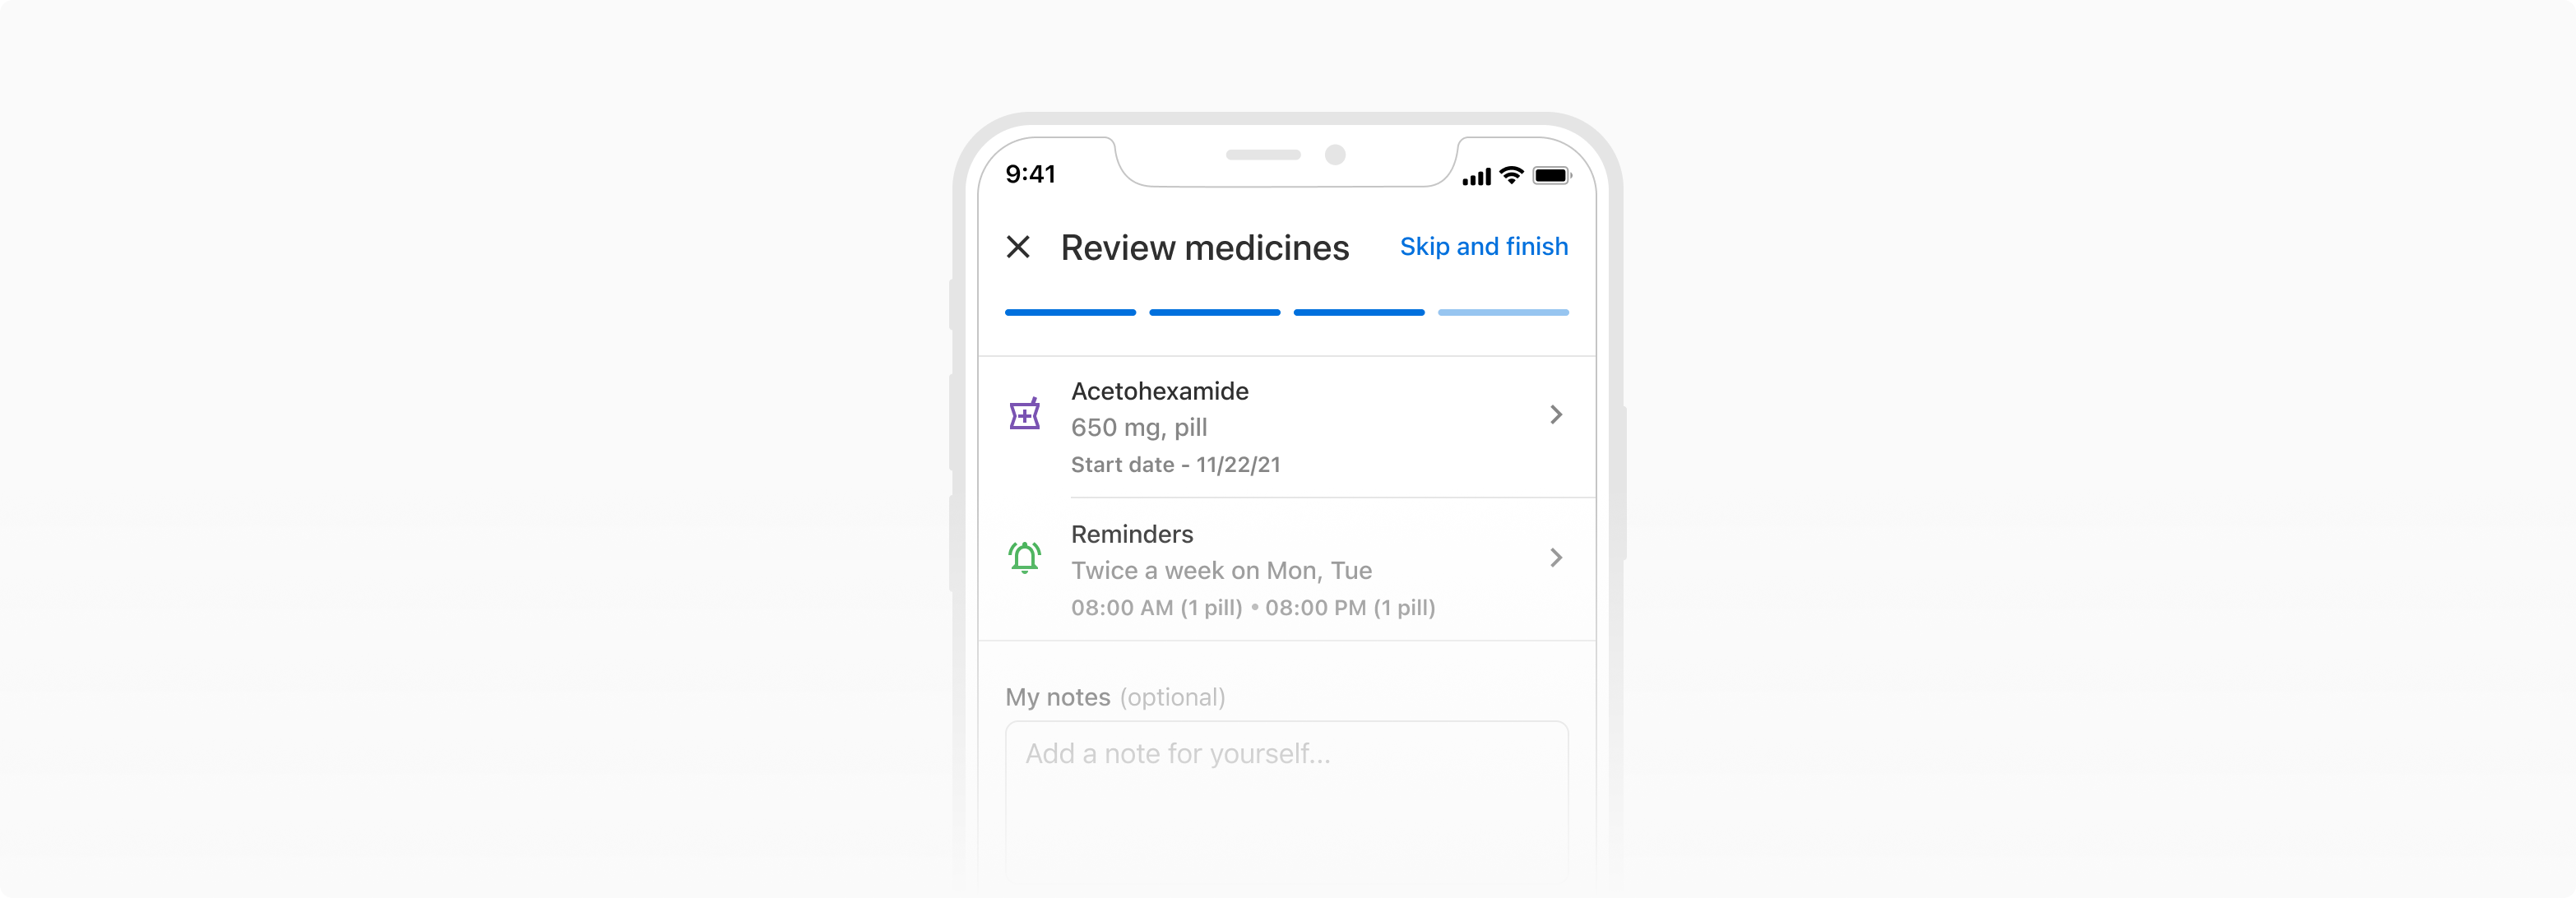 9:41
Review medicines
Skip and finish
Acetohexamide
650 mg, pill
Start date - 11/22/21
Reminders
Twice a week on Mon, Tue
08:00 AM (1 pill) • 08:00 PM (1 pill)
My notes (optional)
Add a note for yourself...